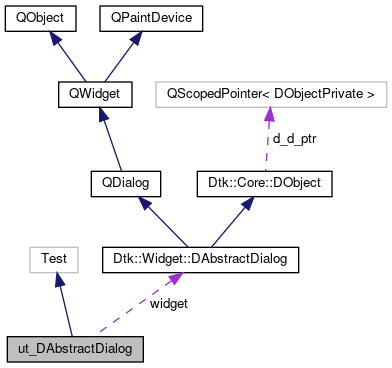 QObject
QPaintDevice
QWidget
QScopedPointer< DObjectPrivate >
d_d_ptr
QDialog
Dtk::Core::DObject
Test
Dtk::Widget::DAbstractDialog
widget
ut_DAbstractDialog